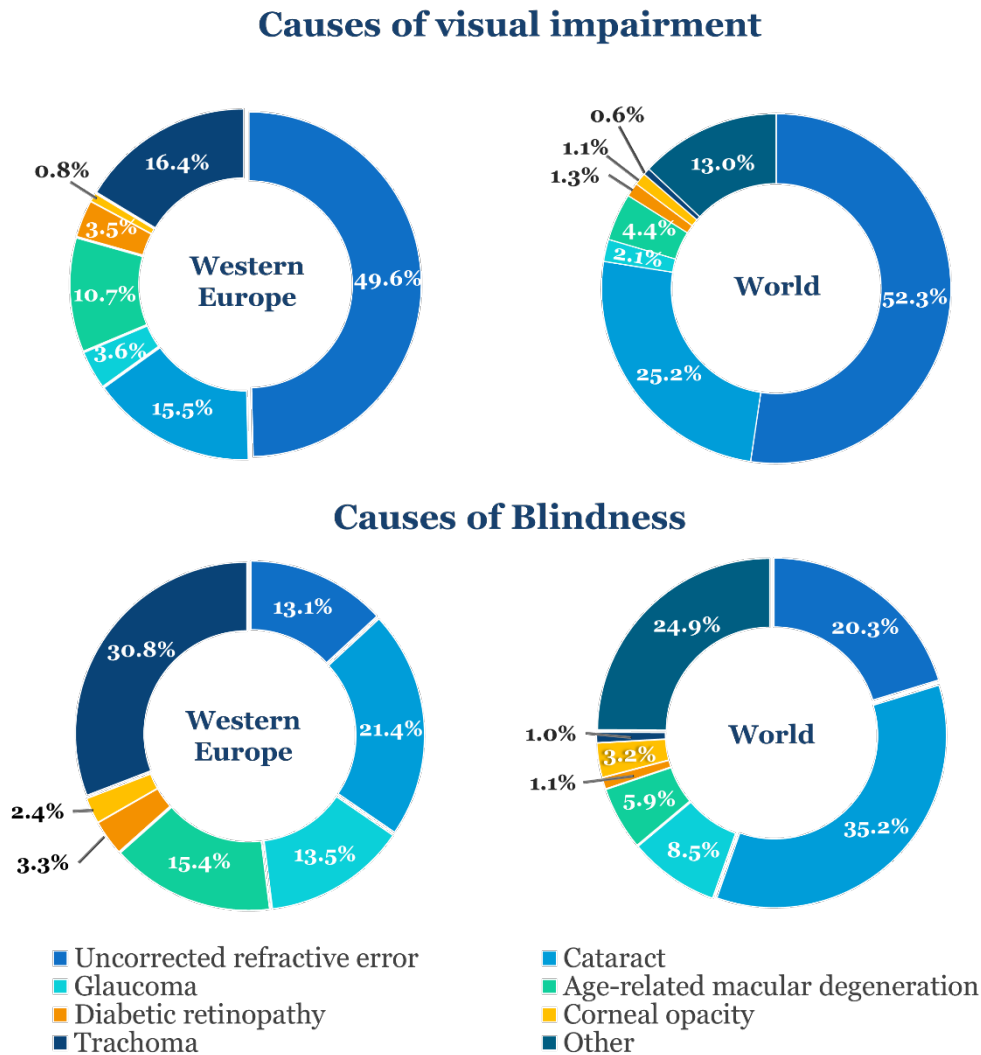 Causes of visual impairment
0.8%
16.4%
3.5%
10.7%
3.6%
15.5%
49.6%
Western
Europe
0.6%
1.1%
1.3%
13.0%
4.4%
2.1%
25.2%
52.3%
World
Causes of Blindness
30.8%
13.1%
21.4%
13.5%
15.4%
3.3%
2.4%
Western
Europe
24.9%
20.3%
35.2%
8.5%
5.9%
1.1%
3.2%
1.0%
World
Uncorrected refractive error
Cataract
Glaucoma
Age-related macular degeneration
Diabetic retinopathy
Corneal opacity
Trachoma
Other